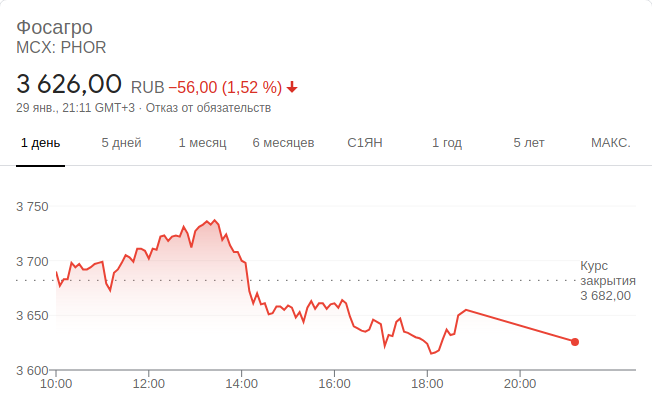 Фосагро
MCX: PHOR
3 626,00 RUB −56,00 (1,52 %)
29 янв., 21:11 GMT+3 · Отказ от обязательств
1 день 5 дней 1 месяц 6 месяцев С1ЯН 1 год 5 лет МАКС.
3 750
3 700
Курс
закрытия
3 682,00
3 650
3 600
10:00 12:00 14:00 16:00 18:00 20:00